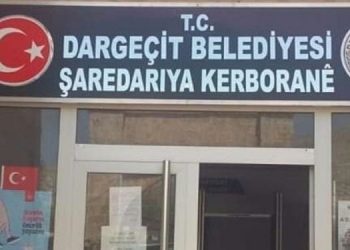 T.C.
DARGEÇİT BELEDİYESİ
ŞAREDARIYA KERBORANÊ